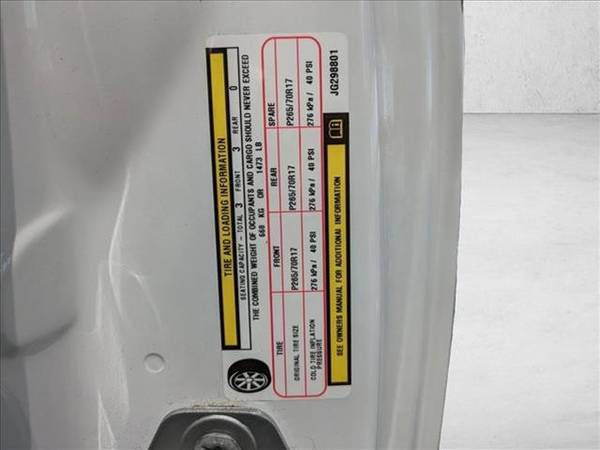 TIRE AND LOADING INFORMATION
SEATING CAPACITY - TOTAL 3 FRONT 3 REAR 0
THE COMBINED WEIGHT OF OCCUPANTS AND CARGO SHOULD NEVER EXCEED
668 KG OR 1473 LB
TIRE FRONT REAR SPARE
ORIGINAL TIRE SIZE P265/70R17 P265/70R17 P265/70R17
COLD TIRE INFLATION
PRESSURE 276 kPa / 40 PSI 276 kPa / 40 PSI 276 kPa / 40 PSI
SEE OWNERS MANUAL FOR ADDITIONAL INFORMATION
JG298801